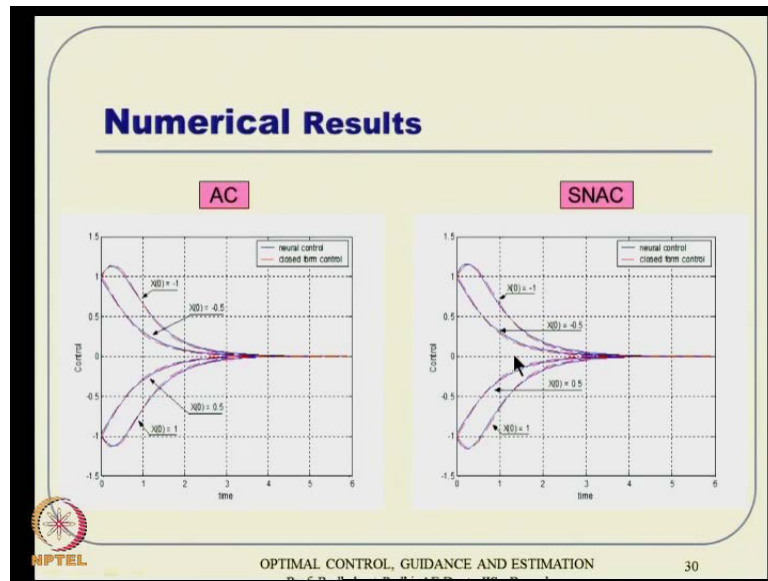 Numerical Results
AC
SNAC
neural control
closed form control
X(0) = -1
X(0) = -0.5
X(0) = 0.5
X(0) = 1
Control
1.5
1
0.5
0
-0.5
-1
-1.5
0 1 2 3 4 5 6
time
neural control
closed form control
X(0) = -1
X(0) = -0.5
X(0) = 0.5
X(0) = 1
Control
1.5
1
0.5
0
-0.5
-1
-1.5
0 1 2 3 4 5 6
time
NPTEL
OPTIMAL CONTROL, GUIDANCE AND ESTIMATION
30